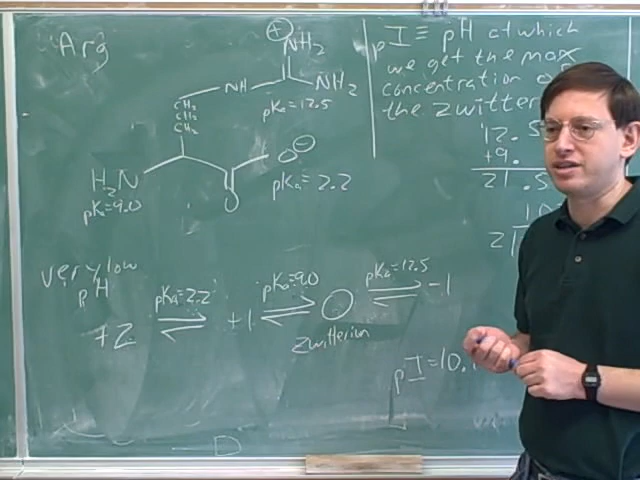 Arg
⊕
NH2
NH
NH2
pKa=12.5
CH2
CH2
CH2
O ⊖
H2N
pKa=9.0
O
pKa=2.2
pI ≡ pH at which
we get the max
concentration
the zwitter
12.5
+9.
21.5
10
2
very low
pH
+2 pKa=2.2 +1 pKa=9.0 pKa=12.5 -1
zwitterion
pI=10.